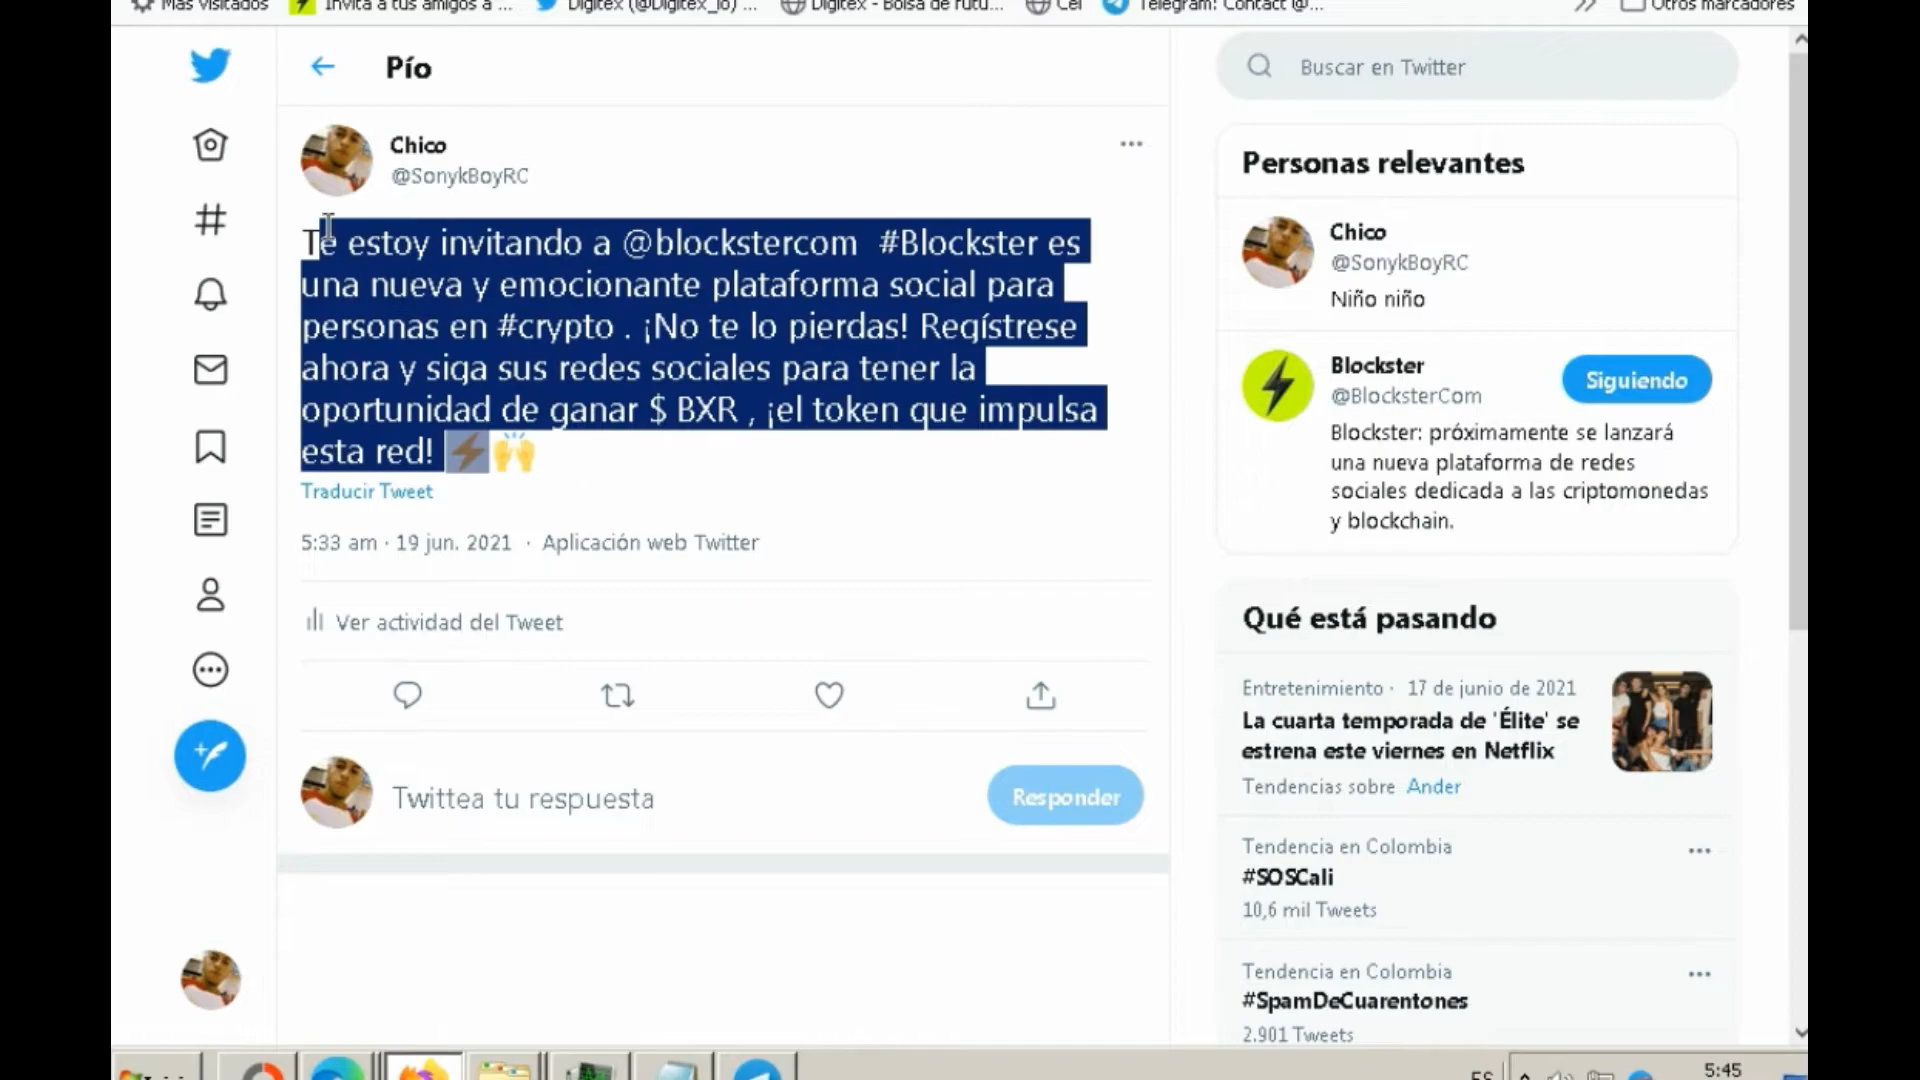 Más visitados
Invita a tus amigos a ...
Digitex (@Digitex_io) ...
Digitex - Bolsa de futu...
Cel
Telegram: Contact @...
Otros marcadores
Pío
Buscar en Twitter
Chico
@SonykBoyRC
Te estoy invitando a @blockstercom #Blockster es
una nueva y emocionante plataforma social para
personas en #crypto . ¡No te lo pierdas! Regístrese
ahora y siga sus redes sociales para tener la
oportunidad de ganar $ BXR , ¡el token que impulsa
esta red! ⚡🙌
Traducir Tweet
5:33 am · 19 jun. 2021 · Aplicación web Twitter
Ver actividad del Tweet
Twittea tu respuesta
Responder
Personas relevantes
Chico
@SonykBoyRC
Niño niño
Blockster
@BlocksterCom
Siguiendo
Blockster: próximamente se lanzará
una nueva plataforma de redes
sociales dedicada a las criptomonedas
y blockchain.
Qué está pasando
Entretenimiento · 17 de junio de 2021
La cuarta temporada de 'Élite' se
estrena este viernes en Netflix
Tendencias sobre Ander
Tendencia en Colombia
#SOSCali
10,6 mil Tweets
Tendencia en Colombia
#SpamDeCuarentones
2.901 Tweets
ES
5:45